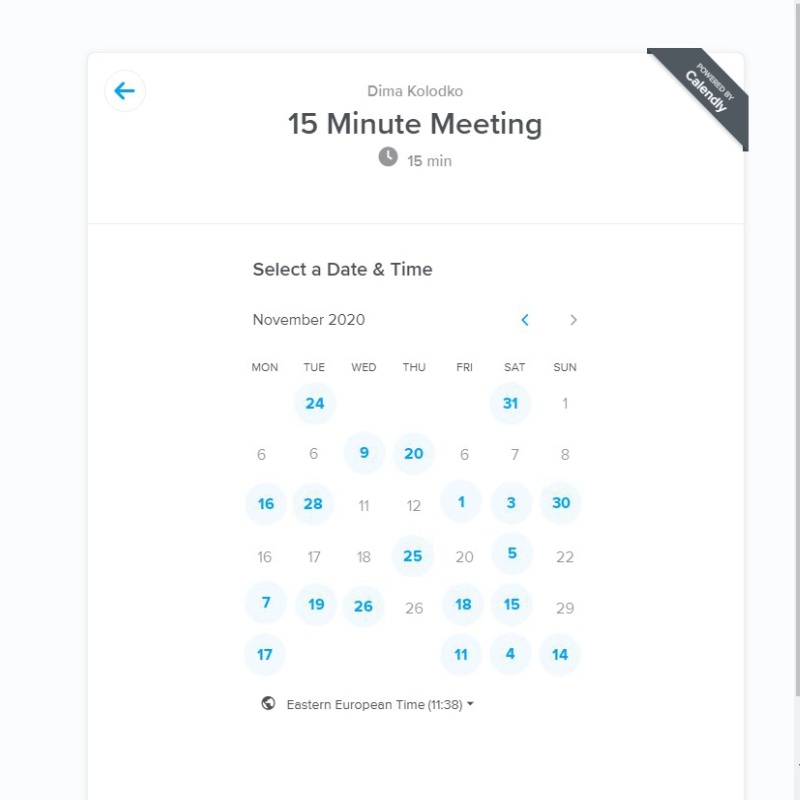 POWERED BY
Calendly
Dima Kolodko
15 Minute Meeting
15 min
Select a Date & Time
November 2020
MON TUE WED THU FRI SAT SUN
24 31 1
6 6 9 20 6 7 8
16 28 11 12 1 3 30
16 17 18 25 20 5 22
7 19 26 26 18 15 29
17 11 4 14
Eastern European Time (11:38)